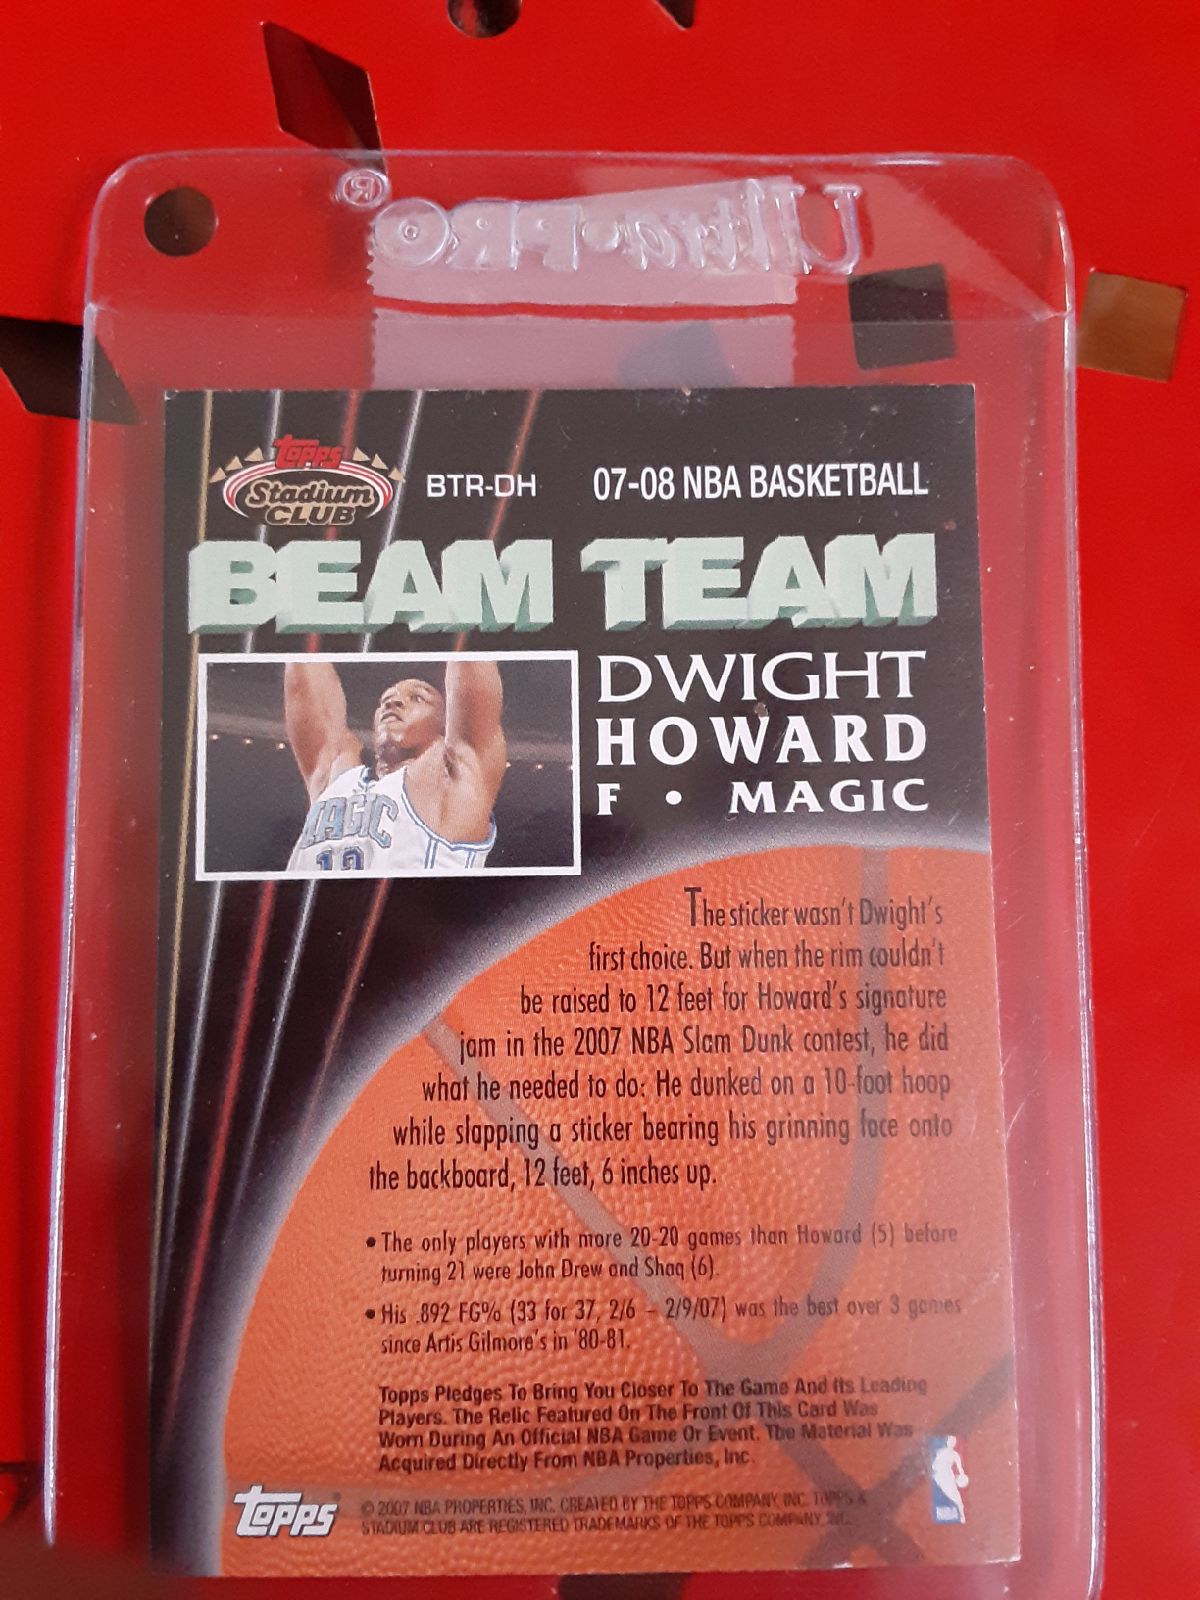 Ultra•PRO®
Topps
Stadium
CLUB
BTR-DH
07-08 NBA BASKETBALL
BEAM TEAM
DWIGHT
HOWARD
F • MAGIC
MAGIC
12
The sticker wasn't Dwight's
first choice. But when the rim couldn't
be raised to 12 feet for Howard's signature
jam in the 2007 NBA Slam Dunk contest, he did
what he needed to do: He dunked on a 10-foot hoop
while slapping a sticker bearing his grinning face onto
the backboard, 12 feet, 6 inches up.
• The only players with more 20-20 games than Howard (5) before
turning 21 were John Drew and Shaq (6).
• His .892 FG% (33 for 37, 2/6 – 2/9/07) was the best over 3 games
since Artis Gilmore's in '80-81.
Topps Pledges To Bring You Closer To The Game And Its Leading
Players. The Relic Featured On The Front Of This Card Was
Worn During An Official NBA Game Or Event. The Material Was
Acquired Directly From NBA Properties, Inc.
Topps
© 2007 NBA PROPERTIES, INC. CREATED BY THE TOPPS COMPANY, INC. TOPPS &
STADIUM CLUB ARE REGISTERED TRADEMARKS OF THE TOPPS COMPANY, INC.
NBA